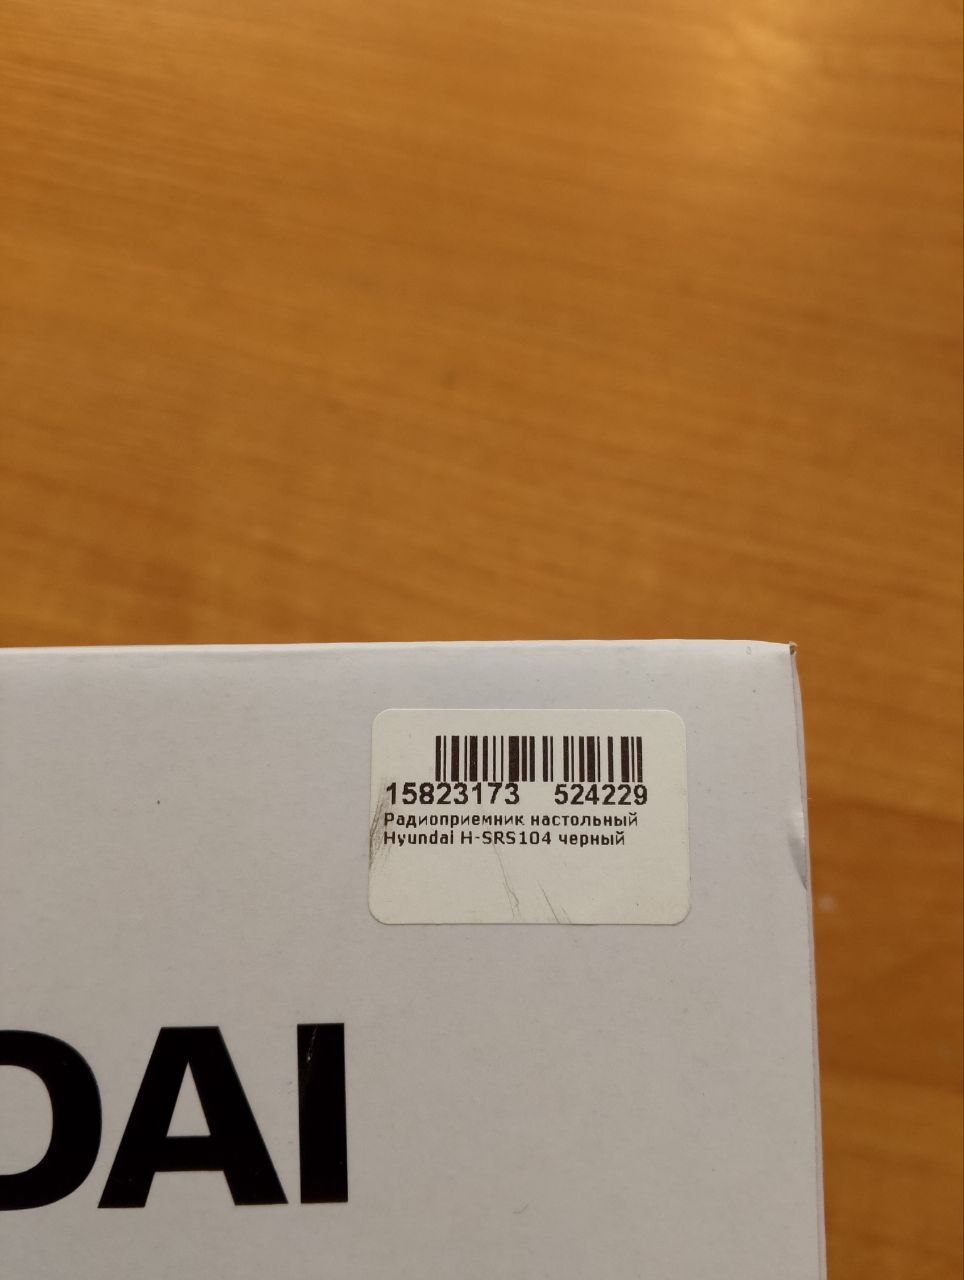 15823173 524229
Радиоприемник настольный
Hyundai H-SRS104 черный
DAI